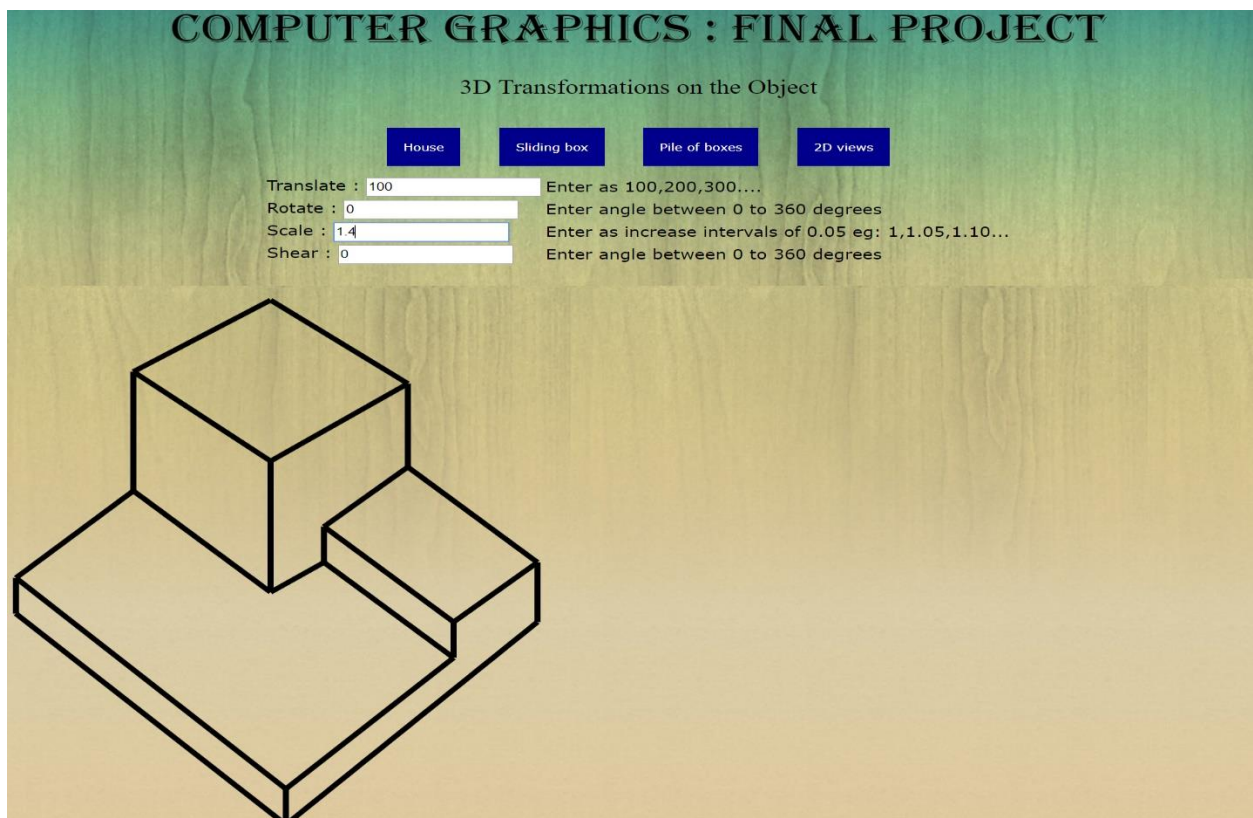 COMPUTER GRAPHICS : FINAL PROJECT
3D Transformations on the Object
House Sliding box Pile of boxes 2D views
Translate : 100 Enter as 100,200,300....
Rotate : 0 Enter angle between 0 to 360 degrees
Scale : 1.4 Enter as increase intervals of 0.05 eg: 1,1.05,1.10...
Shear : 0 Enter angle between 0 to 360 degrees